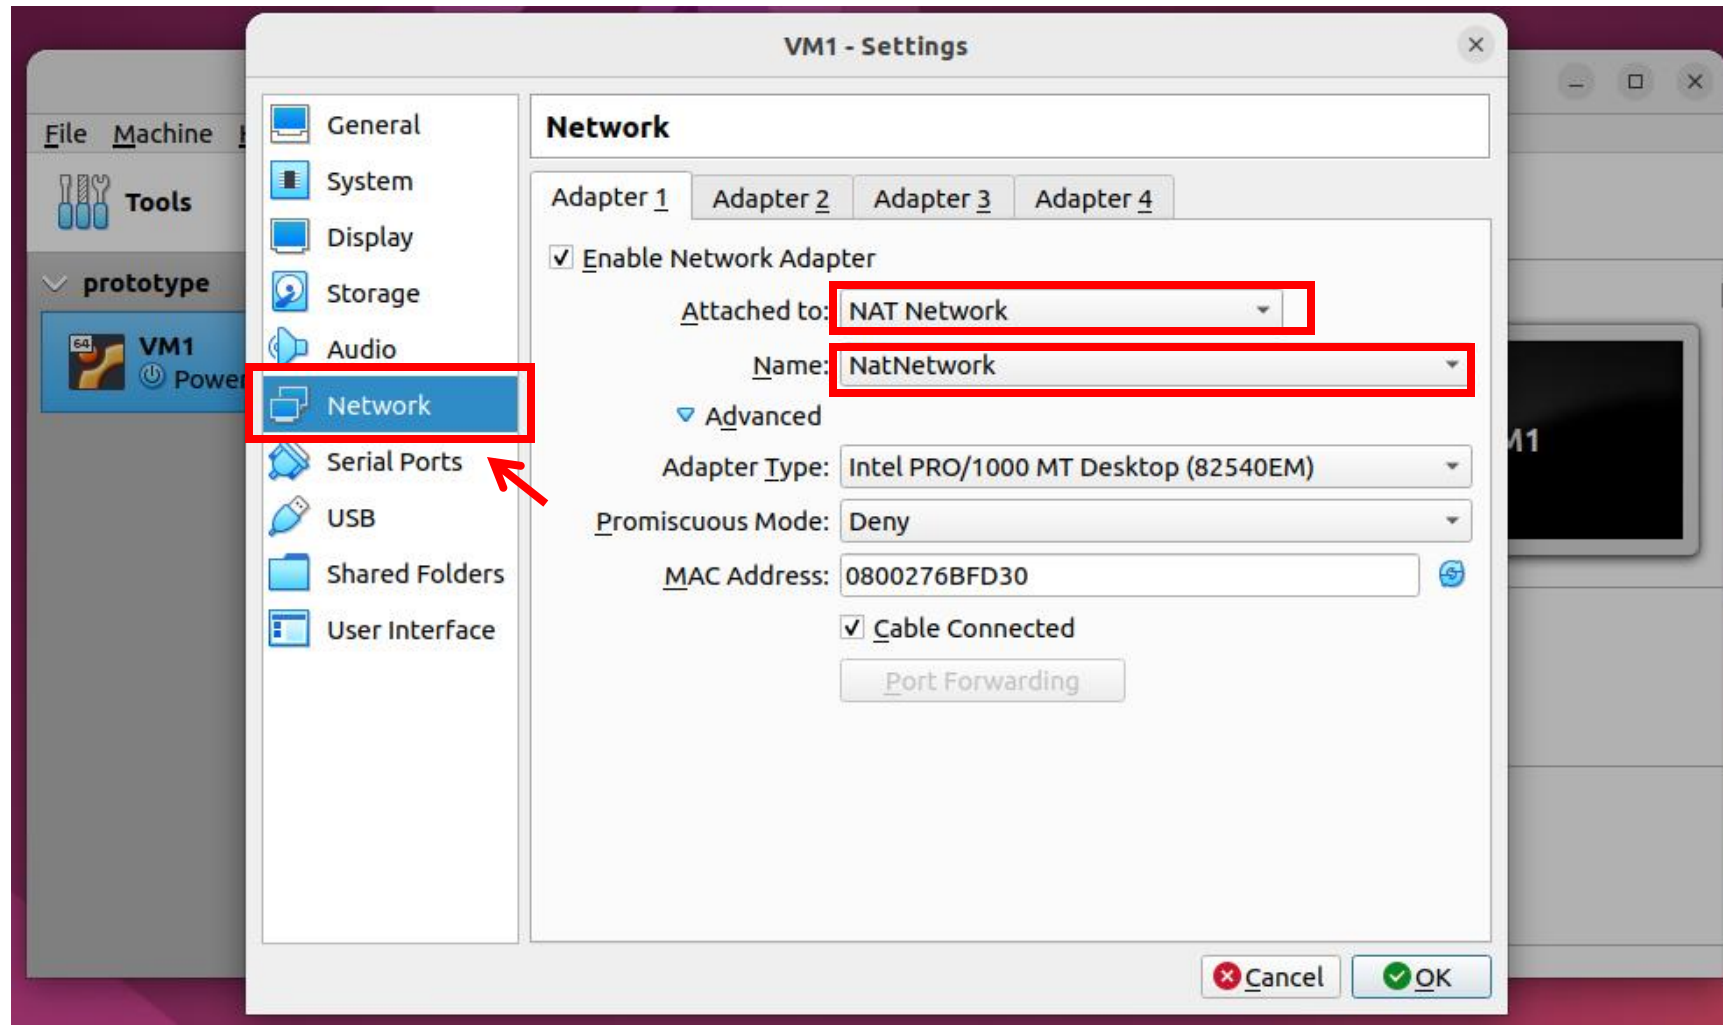 VM1 - Settings
File Machine
Tools
prototype
64
VM1
Power
General
System
Display
Storage
Audio
Network
Serial Ports
USB
Shared Folders
User Interface
Network
Adapter 1 Adapter 2 Adapter 3 Adapter 4
Enable Network Adapter
Attached to: NAT Network
Name: NatNetwork
Advanced
Adapter Type: Intel PRO/1000 MT Desktop (82540EM)
Promiscuous Mode: Deny
MAC Address: 0800276BFD30
Cable Connected
Port Forwarding
Cancel OK